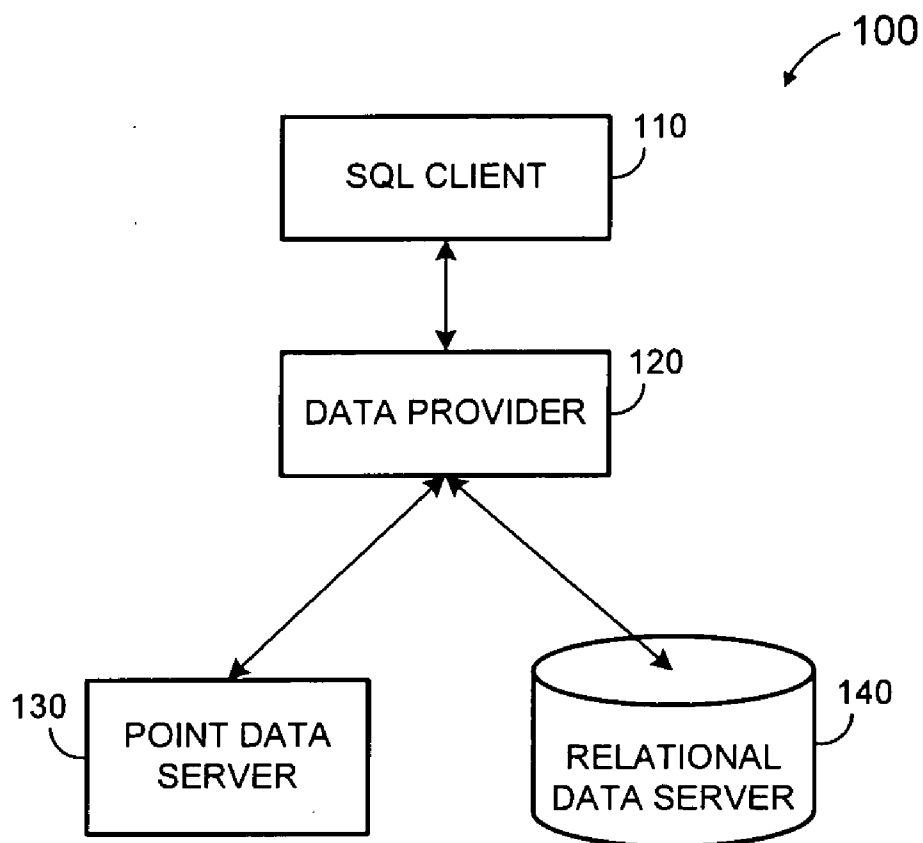 100
110
SQL CLIENT
120
DATA PROVIDER
130
POINT DATA
SERVER
140
RELATIONAL
DATA SERVER